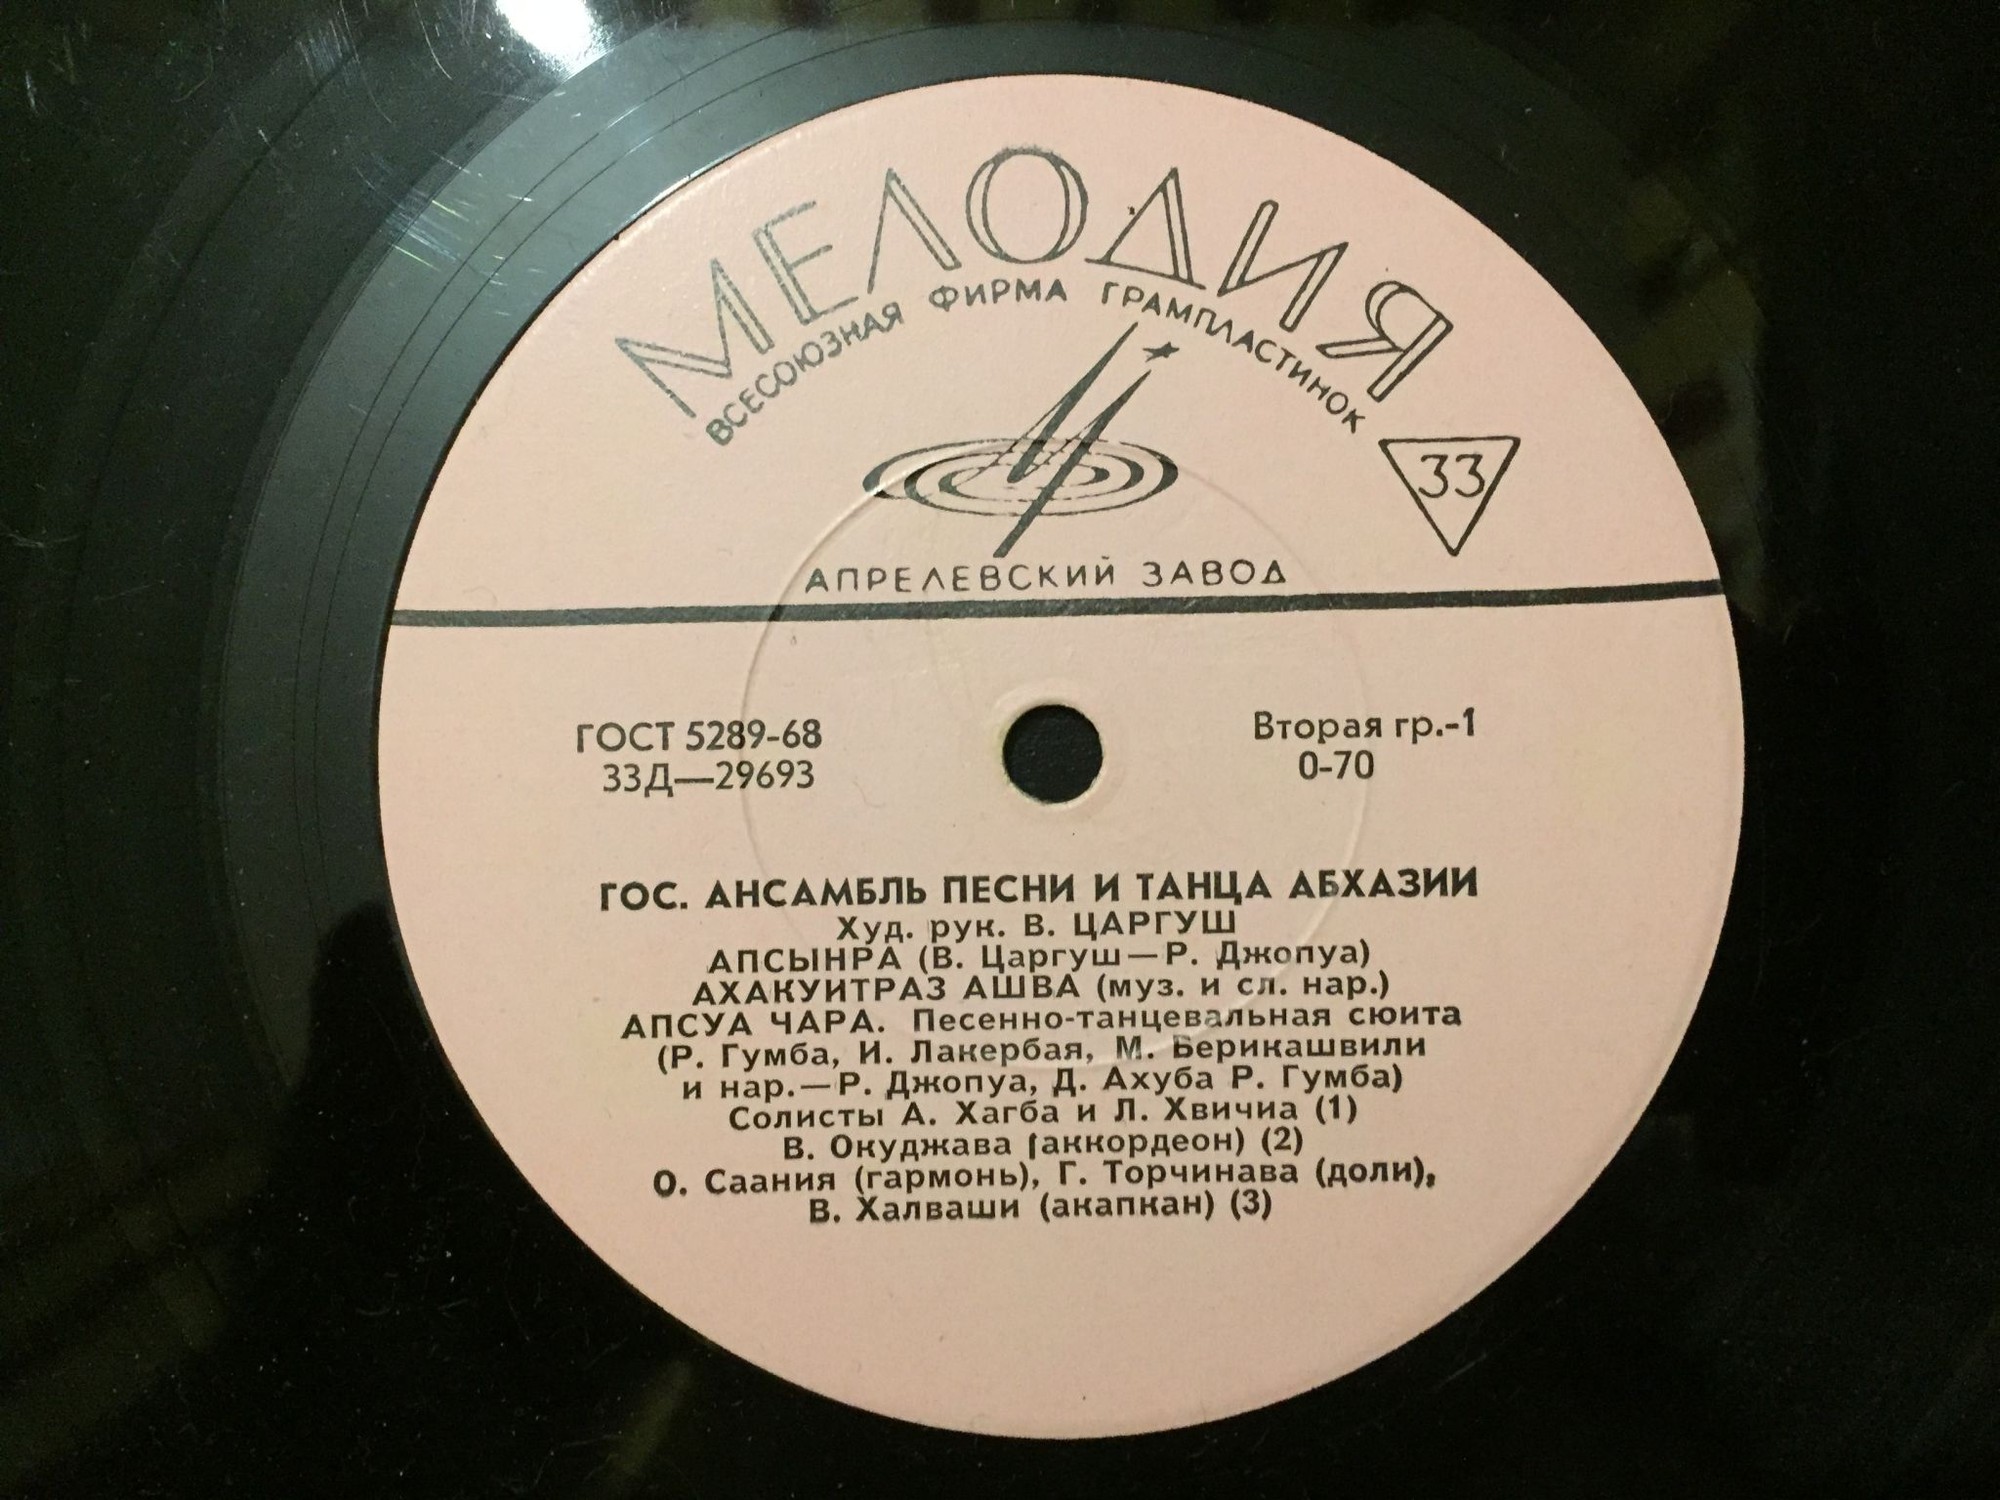 МЕЛОДИЯ
ВСЕСОЮЗНАЯ ФИРМА ГРАМПЛАСТИНОК
33
АПРЕЛЕВСКИЙ ЗАВОД
ГОСТ 5289-68
33Д—29693
Вторая гр.-1
0-70
ГОС. АНСАМБЛЬ ПЕСНИ И ТАНЦА АБХАЗИИ
Худ. рук. В. ЦАРГУШ
АПСЫНРА (В. Царгуш—Р. Джопуа)
АХАКУИТРАЗ АШВА (муз. и сл. нар.)
АПСУА ЧАРА. Песенно-танцевальная сюита
(Р. Гумба, И. Лакербая, М. Берикашвили
и нар.—Р. Джопуа, Д. Ахуба Р. Гумба)
Солисты А. Хагба и Л. Хвичиа (1)
В. Окуджава (аккордеон) (2)
О. Саания (гармонь), Г. Торчинава (доли),
В. Халваши (акапкан) (3)